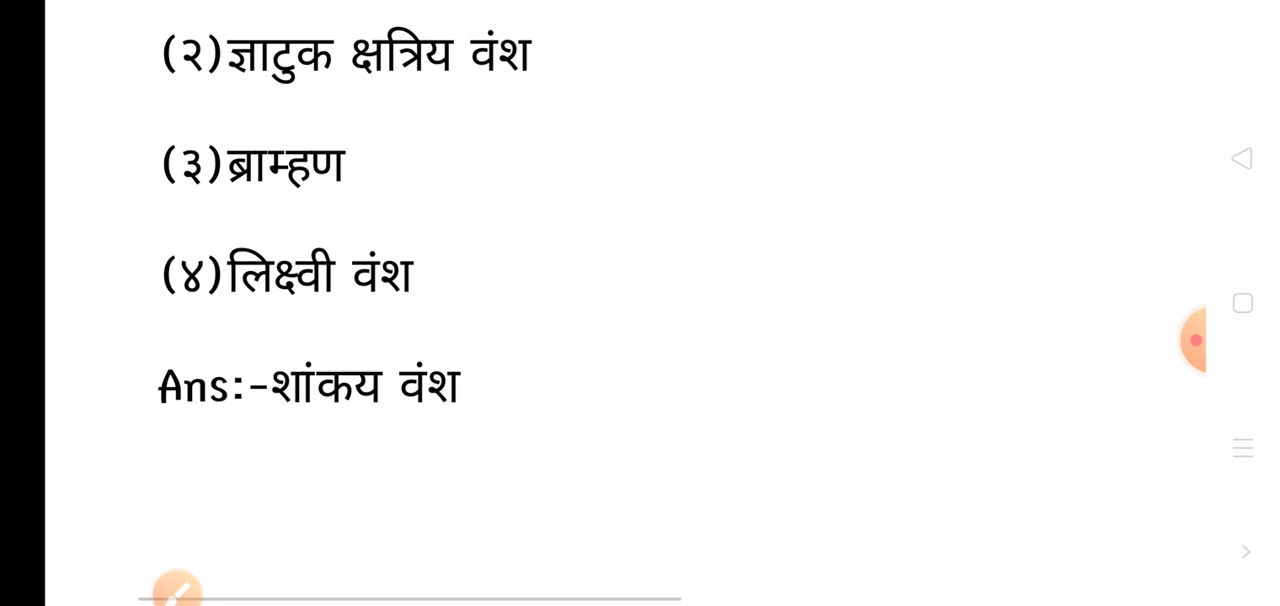 (२)ज्ञाटुक क्षत्रिय वंश
(३)ब्राम्हण
(४)लिक्ष्वी वंश
Ans:-शांकय वंश